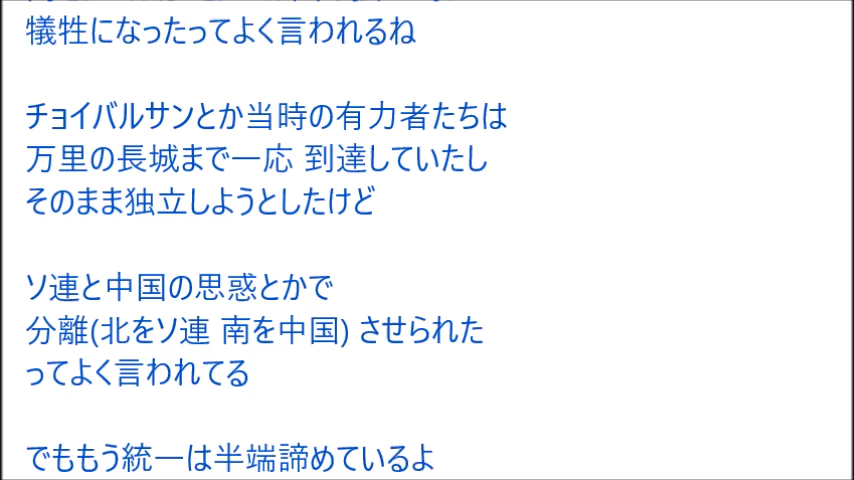 犠牲になったってよく言われるね
チョイバルサンとか当時の有力者たちは
万里の長城まで一応 到達していたし
そのまま独立しようとしたけど
ソ連と中国の思惑とかで
分離(北をソ連 南を中国) させられた
ってよく言われてる
でももう統一は半端諦めているよ